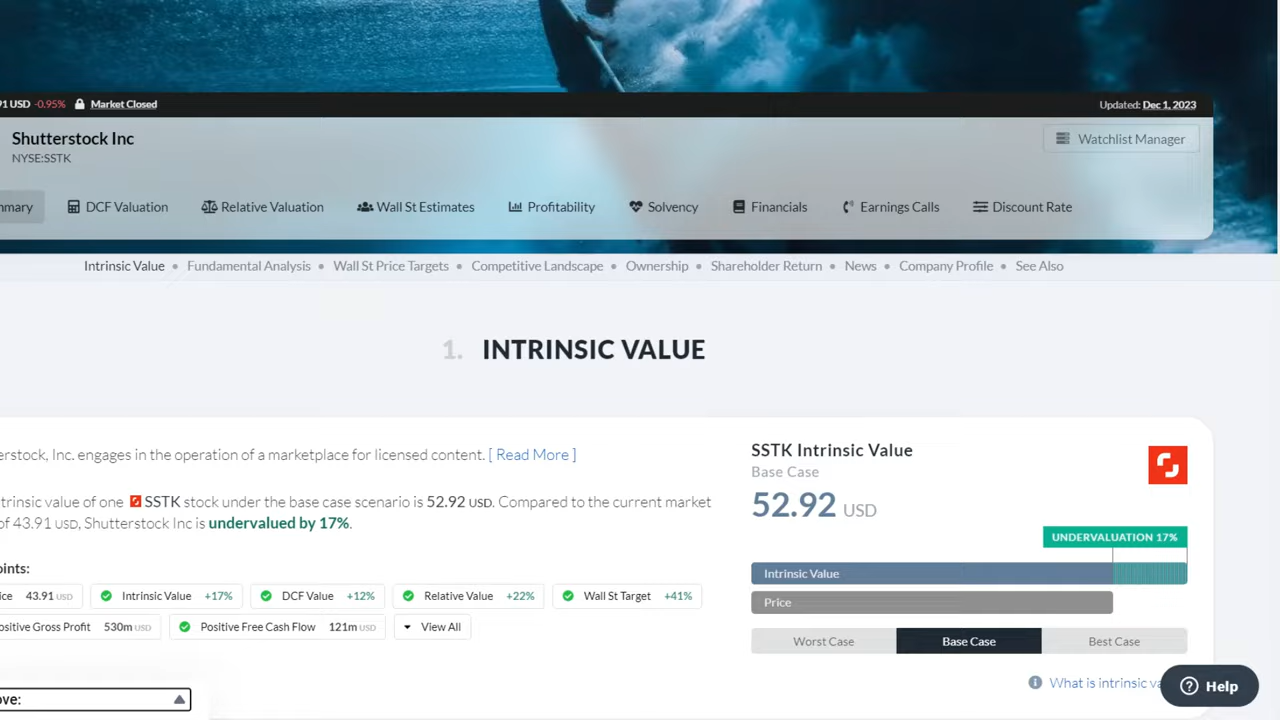 91 USD -0.95% Market Closed Updated: Dec 1, 2023
Shutterstock Inc
NYSE:SSTK
Watchlist Manager
mmary DCF Valuation Relative Valuation Wall St Estimates Profitability Solvency Financials Earnings Calls Discount Rate
Intrinsic Value • Fundamental Analysis • Wall St Price Targets • Competitive Landscape • Ownership • Shareholder Return • News • Company Profile • See Also
1. INTRINSIC VALUE
erstock, Inc. engages in the operation of a marketplace for licensed content. [ Read More ]
trinsic value of one SSTK stock under the base case scenario is 52.92 USD. Compared to the current market
of 43.91 USD, Shutterstock Inc is undervalued by 17%.
oints:
ice 43.91 USD Intrinsic Value +17% DCF Value +12% Relative Value +22% Wall St Target +41%
ositive Gross Profit 530m USD Positive Free Cash Flow 121m USD View All
ove:
SSTK Intrinsic Value
Base Case
52.92 USD
UNDERVALUATION 17%
Intrinsic Value
Price
Worst Case Base Case Best Case
What is intrinsic va
Help